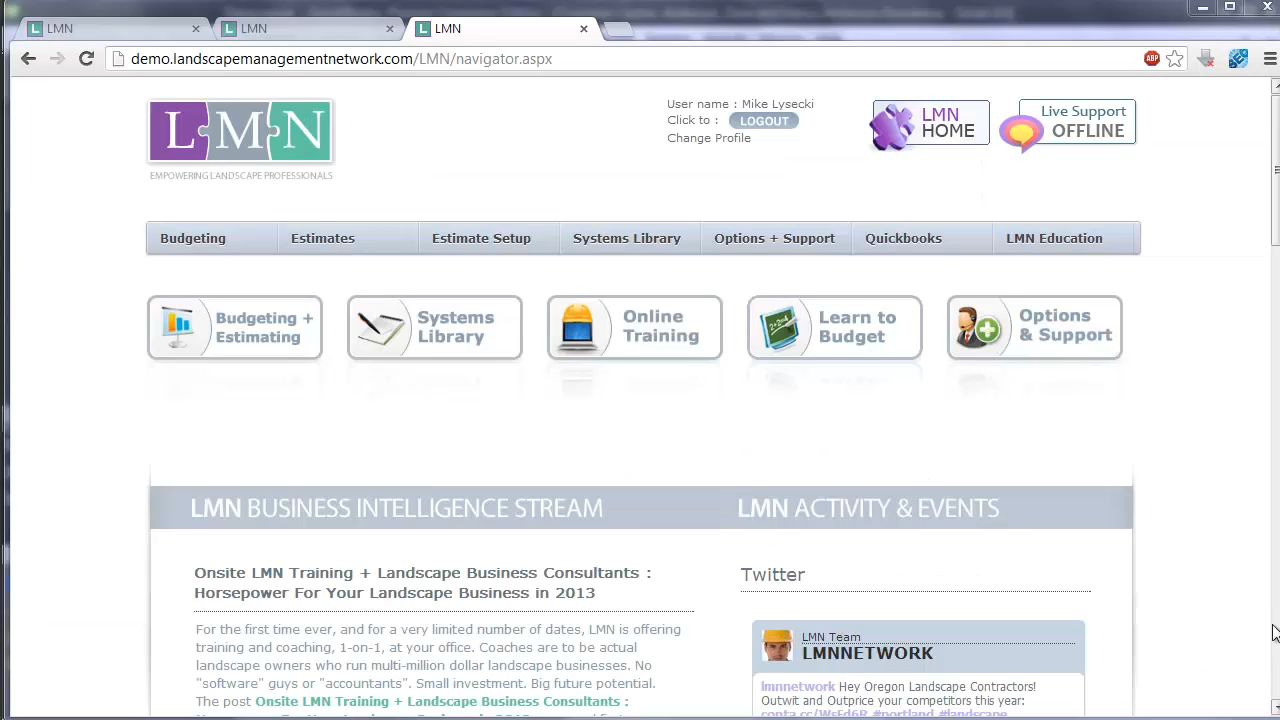 LMN
LMN
LMN
demo.landscapemanagementnetwork.com/LMN/navigator.aspx
ABP
LMN
EMPOWERING LANDSCAPE PROFESSIONALS
User name : Mike Lysecki
Click to : LOGOUT
Change Profile
LMN
HOME
Live Support
OFFLINE
Budgeting
Estimates
Estimate Setup
Systems Library
Options + Support
Quickbooks
LMN Education
Budgeting +
Estimating
Systems
Library
Online
Training
Learn to
Budget
Options
& Support
LMN BUSINESS INTELLIGENCE STREAM
LMN ACTIVITY & EVENTS
Onsite LMN Training + Landscape Business Consultants :
Horsepower For Your Landscape Business in 2013
For the first time ever, and for a very limited number of dates, LMN is offering
training and coaching, 1-on-1, at your office. Coaches are to be actual
landscape owners who run multi-million dollar landscape businesses. No
"software" guys or "accountants". Small investment. Big future potential.
The post Onsite LMN Training + Landscape Business Consultants :
Twitter
LMN Team
LMNNETWORK
lmnnetwork Hey Oregon Landscape Contractors!
Outwit and Outprice your competitors this year:
conta.cc/WsEd6R #portland #landscape